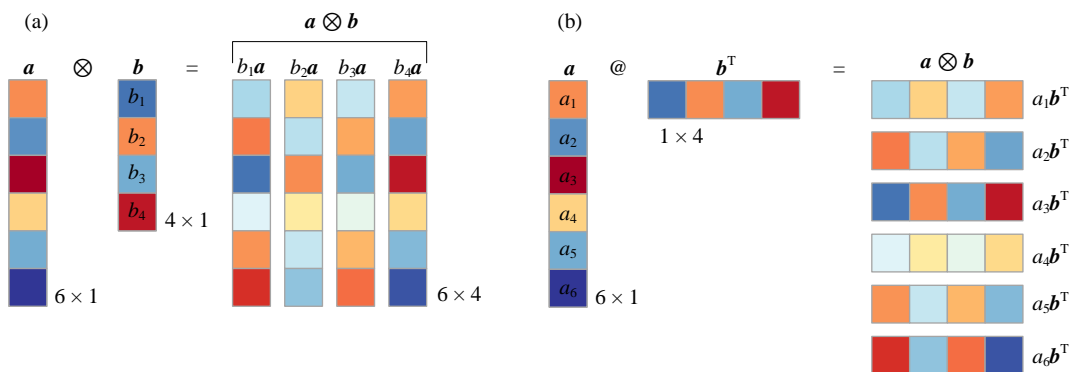 (a)
a ⊗ b
a ⊗ b =
b₁a b₂a b₃a b₄a
b₁
b₂
b₃
b₄
4 × 1
6 × 1
6 × 4
(b)
a @ bᵀ = a ⊗ b
a₁
a₂
a₃
a₄
a₅
a₆
6 × 1
1 × 4
a₁bᵀ
a₂bᵀ
a₃bᵀ
a₄bᵀ
a₅bᵀ
a₆bᵀ